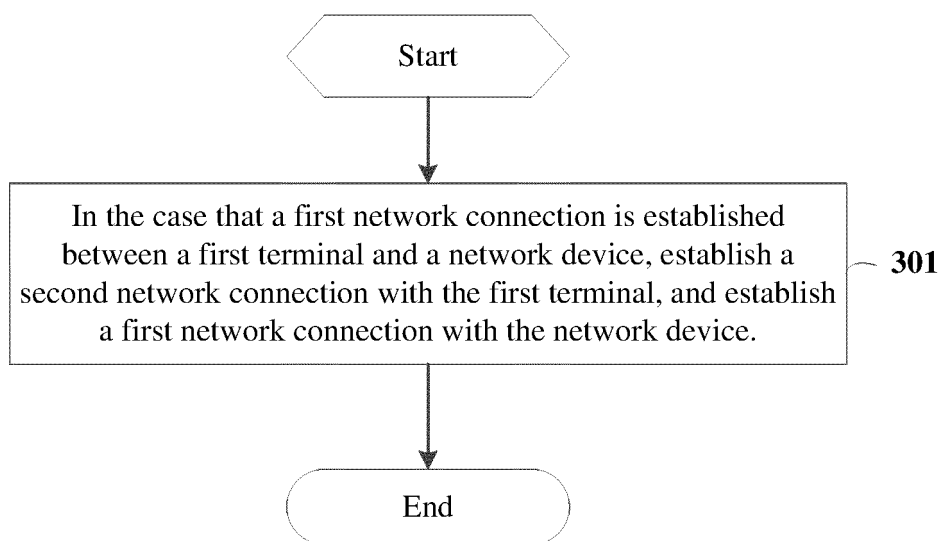 Start
In the case that a first network connection is established
between a first terminal and a network device, establish a
second network connection with the first terminal, and establish
a first network connection with the network device.
301
End